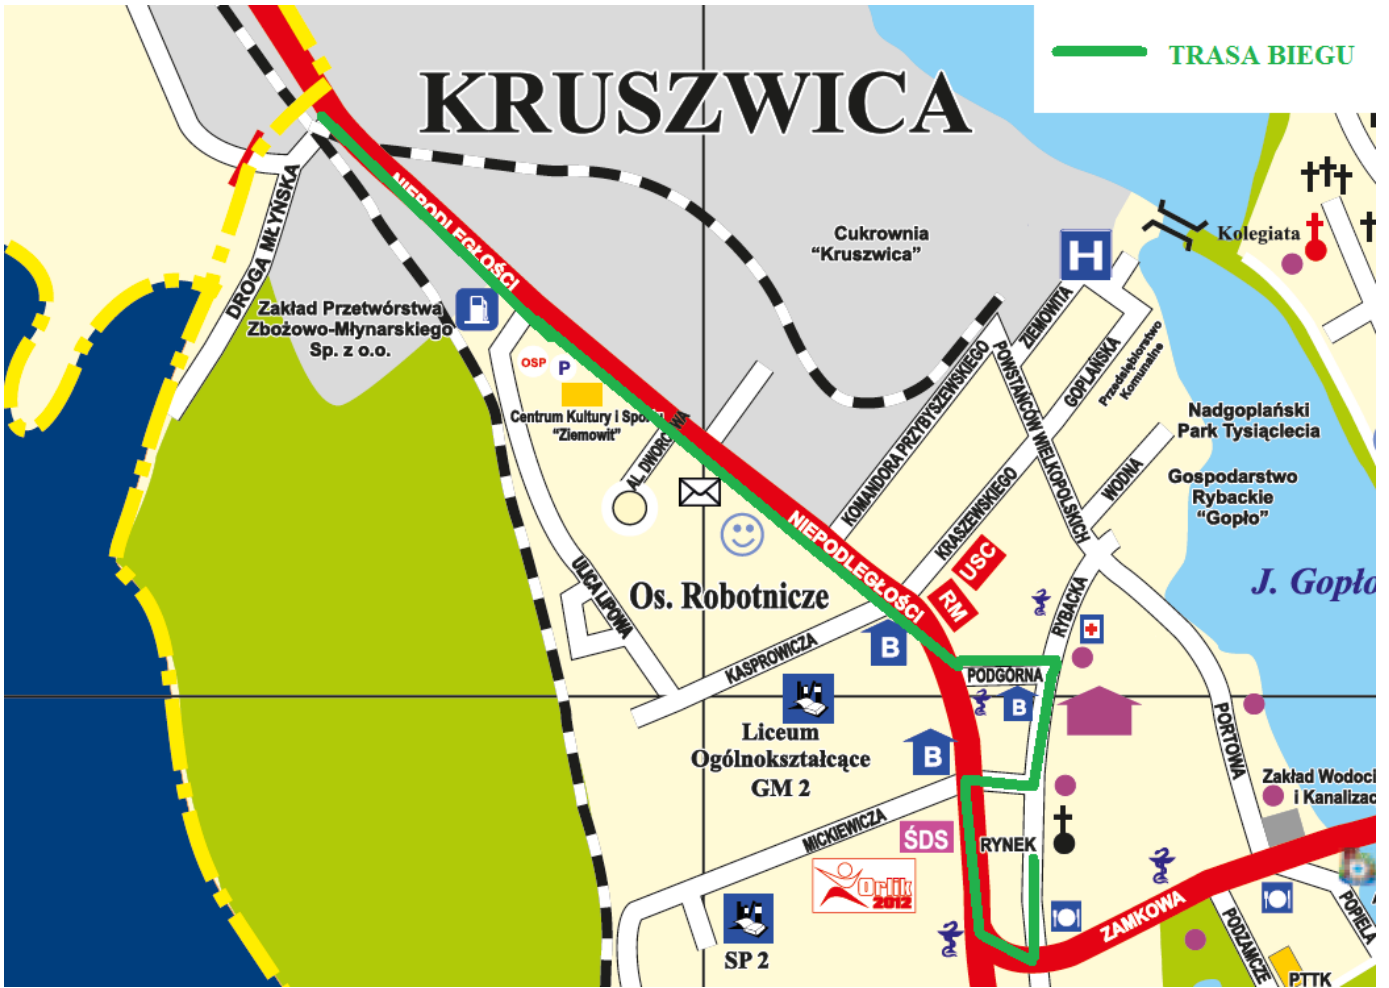 TRASA BIEGU
KRUSZWICA
Kolegiata
NIEPODLEGŁOŚCI
DROGA MŁYŃSKA
Cukrownia
“Kruszwica”
H
ZIEMOWITA
Zakład Przetwórstwa
Zbożowo-Młynarskiego
Sp. z o.o.
OSP
P
Centrum Kultury i Sportu
“Ziemowit”
AL. DWORCOWA
KOMANDORA PRZYBYSZEWSKIEGO
POWSTAŃCÓW WIELKOPOLSKICH
GOPLAŃSKA
Przedsiębiorstwo
Komunalne
Nadgoplański
Park Tysiąclecia
WODNA
Gospodarstwo
Rybackie
“Gopło”
KRASZEWSKIEGO
NIEPODLEGŁOŚCI
USC
RM
J. Gopło
ULICA LIPOWA
Os. Robotnicze
RYBACKA
KASPROWICZA
B
PODGÓRNA
B
Liceum
Ogólnokształcące
GM 2
B
PORTOWA
Zakład Wodoci
i Kanalizac
MICKIEWICZA
ŚDS
RYNEK
Orlik
2012
ZAMKOWA
SP 2
PODZAMCZE
POPIELA
PTTK